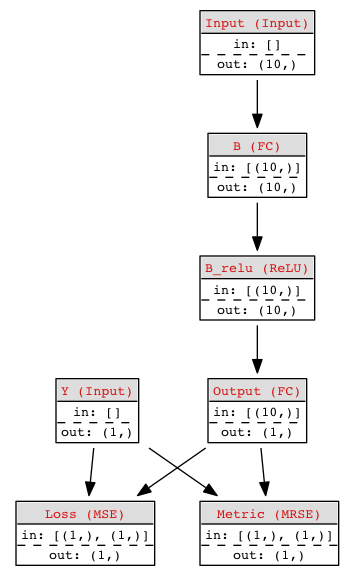 Input (Input)
in: []
out: (10,)
B (FC)
in: [(10,)]
out: (10,)
B_relu (ReLU)
in: [(10,)]
out: (10,)
Y (Input)
in: []
out: (1,)
Output (FC)
in: [(10,)]
out: (1,)
Loss (MSE)
in: [(1,), (1,)]
out: (1,)
Metric (MRSE)
in: [(1,), (1,)]
out: (1,)